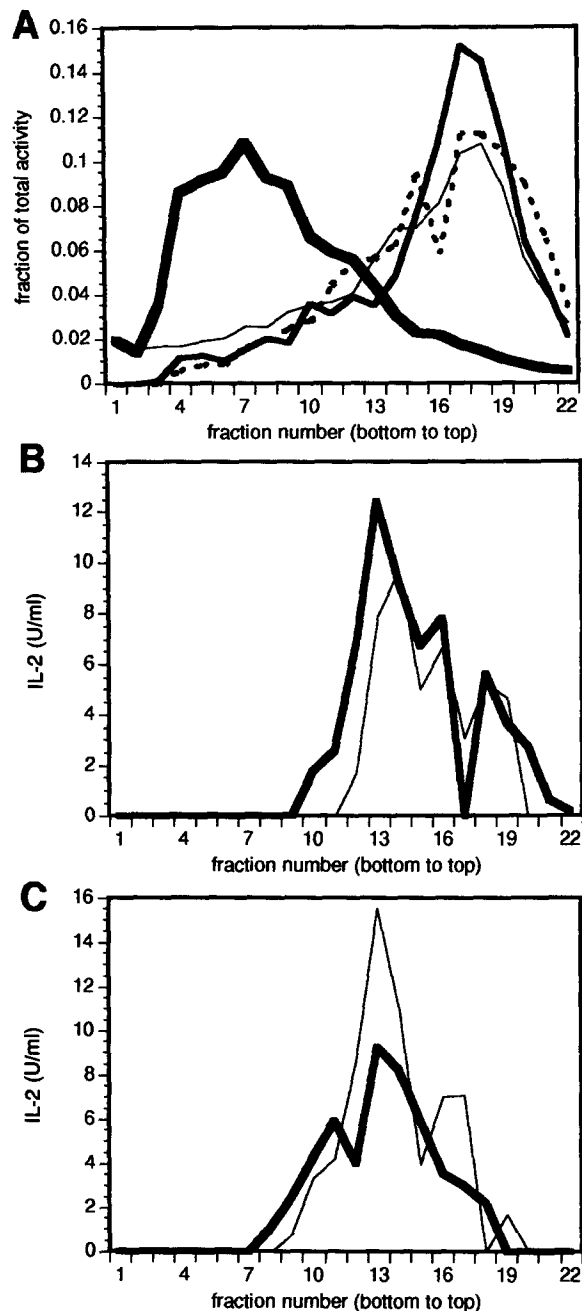 A
fraction of total activity
0.16
0.14
0.12
0.1
0.08
0.06
0.04
0.02
0
1 4 7 10 13 16 19 22
fraction number (bottom to top)
B
IL-2 (U/ml)
14
12
10
8
6
4
2
0
1 4 7 10 13 16 19 22
fraction number (bottom to top)
C
IL-2 (U/ml)
16
14
12
10
8
6
4
2
0
1 4 7 10 13 16 19 22
fraction number (bottom to top)